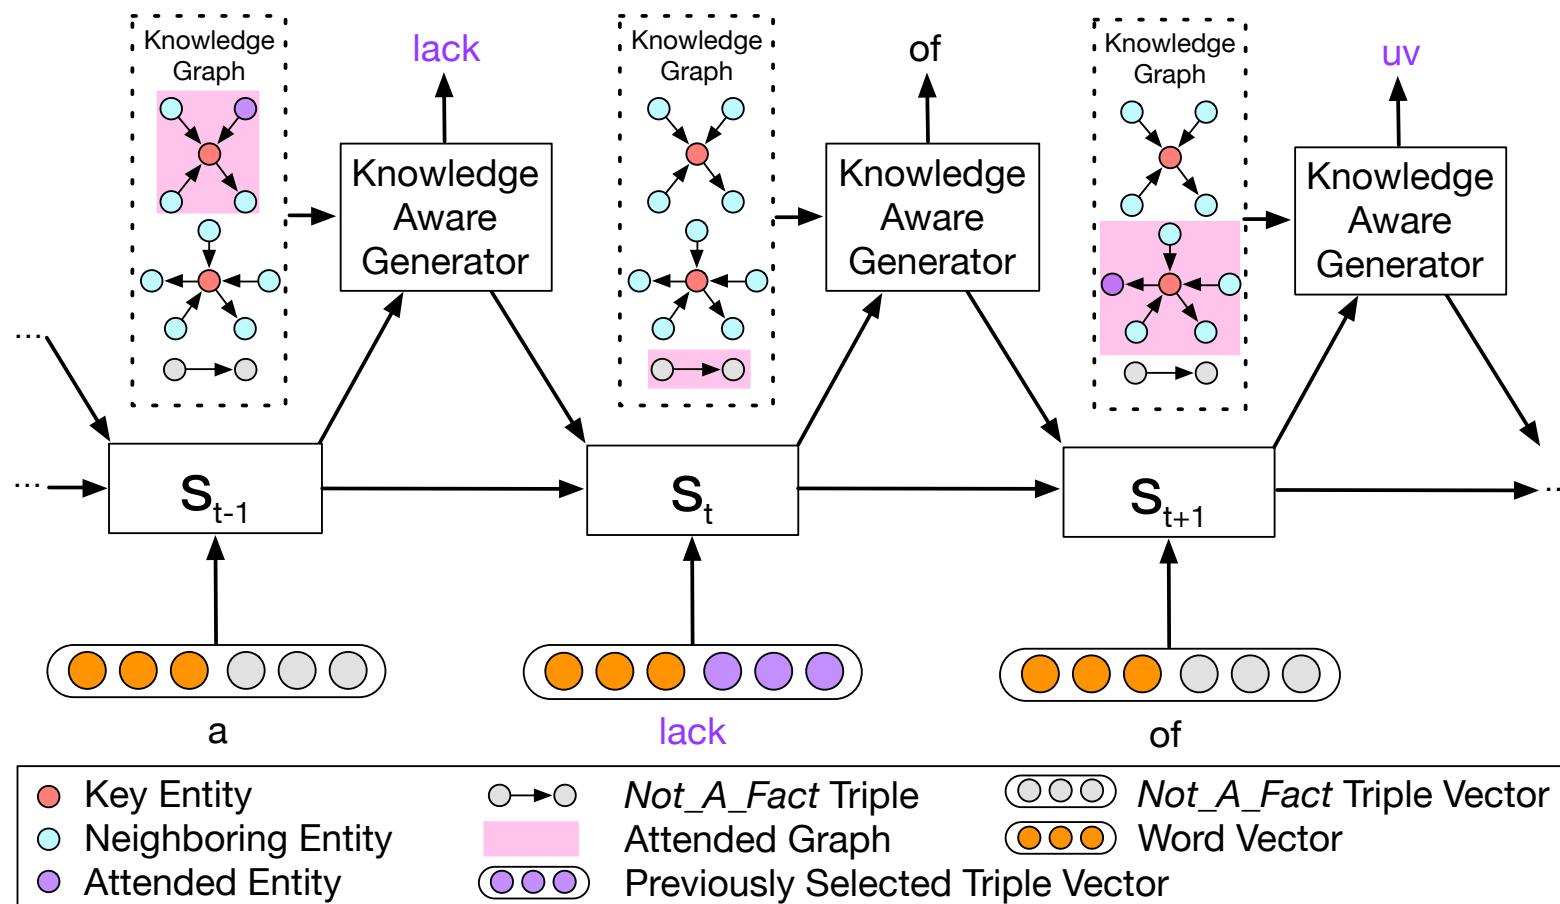 Knowledge
Graph
lack
Knowledge
Aware
Generator
Knowledge
Graph
of
Knowledge
Aware
Generator
Knowledge
Graph
uv
Knowledge
Aware
Generator
...
...
S t-1
S t
S t+1
...
a
lack
of
Key Entity
Neighboring Entity
Attended Entity
Not_A_Fact Triple
Attended Graph
Previously Selected Triple Vector
Not_A_Fact Triple Vector
Word Vector